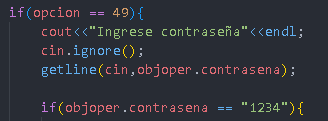 if(opcion == 49){
cout<<"Ingrese contraseña"<<endl;
cin.ignore();
getline(cin,objoper.contrasena);
if(objoper.contrasena == "1234"){